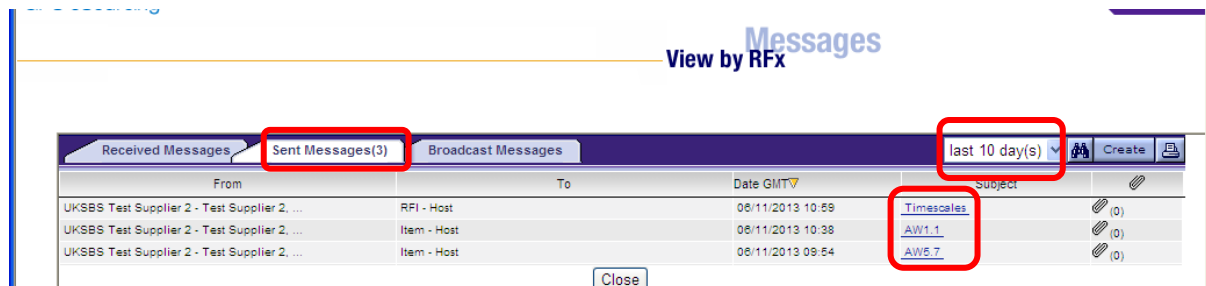 Messages
View by RFx
Received Messages Sent Messages(3) Broadcast Messages last 10 day(s) Create
From To Date GMT Subject
UKSBS Test Supplier 2 - Test Supplier 2, ... RFI - Host 06/11/2013 10:59 Timescales (0)
UKSBS Test Supplier 2 - Test Supplier 2, ... Item - Host 06/11/2013 10:38 AW1.1 (0)
UKSBS Test Supplier 2 - Test Supplier 2, ... Item - Host 06/11/2013 09:54 AW5.7 (0)
Close